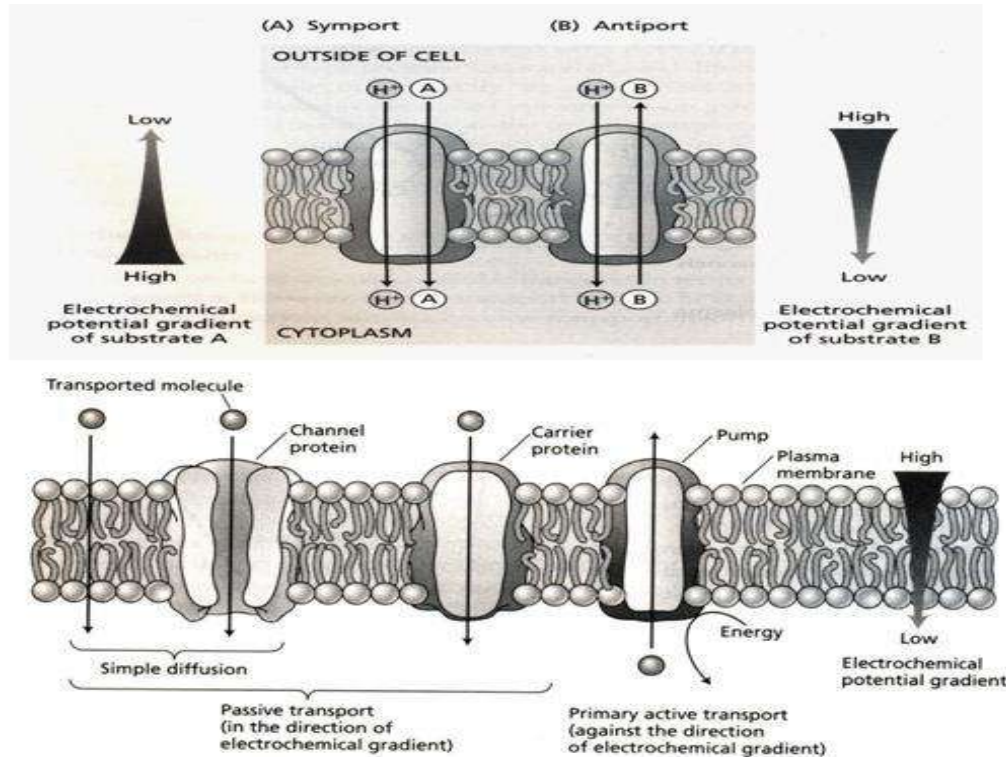 (A) Symport
(B) Antiport
OUTSIDE OF CELL
H+
A
H+
B
Low
High
Electrochemical
potential gradient
of substrate A
High
Low
Electrochemical
potential gradient
of substrate B
H+
A
H+
B
CYTOPLASM
Transported molecule
Channel
protein
Carrier
protein
Pump
Plasma
membrane
High
Low
Electrochemical
potential gradient
Energy
Simple diffusion
Passive transport
(in the direction of
electrochemical gradient)
Primary active transport
(against the direction
of electrochemical gradient)